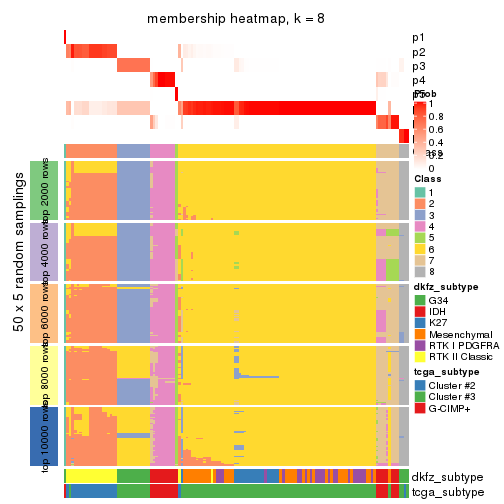 membership heatmap, k = 8
p1
p2
p3
p4
Prob
1
0.8
0.6
0.4
0.2
0
Class
1
2
3
4
5
6
7
8
50 x 5 random samplings
top 2000 rows
top 4000 rows
top 6000 rows
top 8000 rows
top 10000 rows
dkfz_subtype
G34
IDH
K27
Mesenchymal
RTK I PDGFRA
RTK II Classic
tcga_subtype
Cluster #2
Cluster #3
G-CIMP+
dkfz_subtype
tcga_subtype